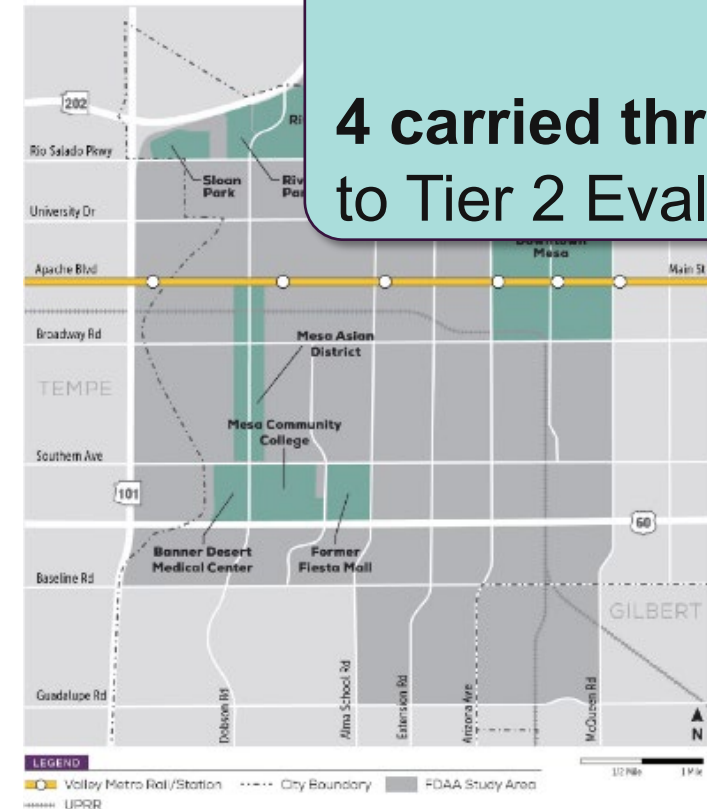 4 carried thr
to Tier 2 Eval
202
Rio Salado Pkwy
Sloan
Park
University Dr
Downtown
Mesa
Apache Blvd
Main St
Broadway Rd
Mesa Asian
District
TEMPE
Mesa Community
College
Southern Ave
101
60
Banner Desert
Medical Center
Former
Fiesta Mall
Baseline Rd
GILBERT
Guadalupe Rd
Dobson Rd
Alma School Rd
Extension Rd
Arizona Ave
McQueen Rd
N
LEGEND
Valley Metro Rail/Station
City Boundary
FDAA Study Area
UPRR
1/2 Mile
1 Mile